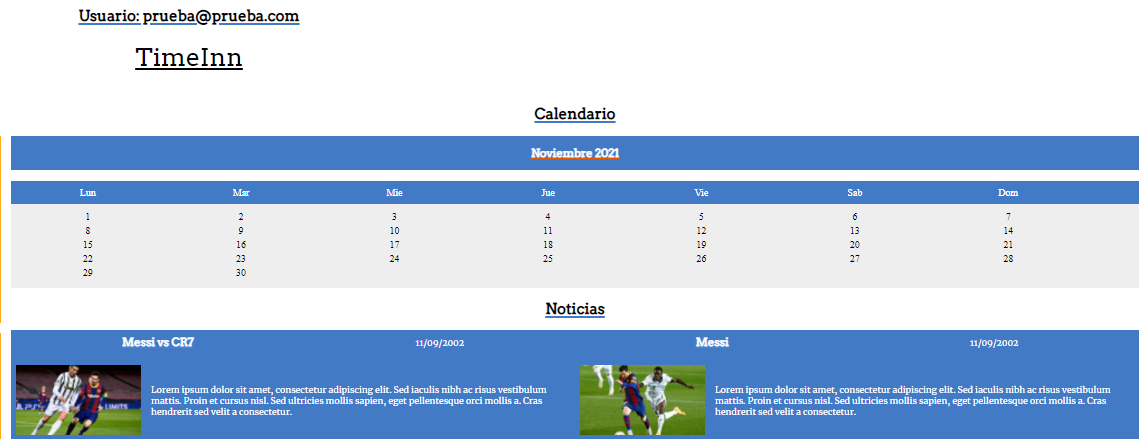 Usuario: prueba@prueba.com
TimeInn
Calendario
Noviembre 2021
Lun Mar Mie Jue Vie Sab Dom
1 2 3 4 5 6 7
8 9 10 11 12 13 14
15 16 17 18 19 20 21
22 23 24 25 26 27 28
29 30
Noticias
Messi vs CR7 11/09/2002
Lorem ipsum dolor sit amet, consectetur adipiscing elit. Sed iaculis nibh ac risus vestibulum
mattis. Proin et cursus nisl. Sed ultricies mollis sapien, eget pellentesque orci mollis a. Cras
hendrerit sed velit a consectetur.
Messi 11/09/2002
Lorem ipsum dolor sit amet, consectetur adipiscing elit. Sed iaculis nibh ac risus vestibulum
mattis. Proin et cursus nisl. Sed ultricies mollis sapien, eget pellentesque orci mollis a. Cras
hendrerit sed velit a consectetur.